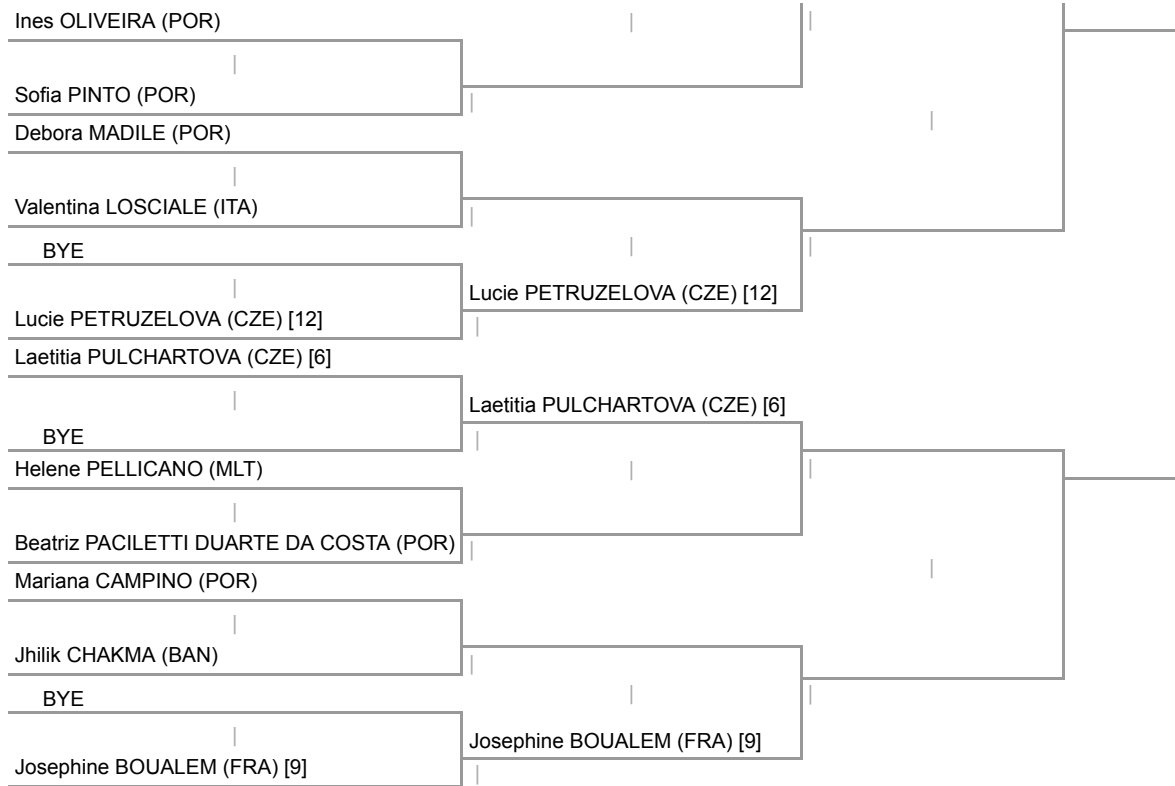 Ines OLIVEIRA (POR)
Sofia PINTO (POR)
Debora MADILE (POR)
Valentina LOSCIALE (ITA)
BYE
Lucie PETRUZELOVA (CZE) [12]
Lucie PETRUZELOVA (CZE) [12]
Laetitia PULCHARTOVA (CZE) [6]
Laetitia PULCHARTOVA (CZE) [6]
BYE
Helene PELLICANO (MLT)
Beatriz PACILETTI DUARTE DA COSTA (POR)
Mariana CAMPINO (POR)
Jhilik CHAKMA (BAN)
BYE
Josephine BOUALEM (FRA) [9]
Josephine BOUALEM (FRA) [9]